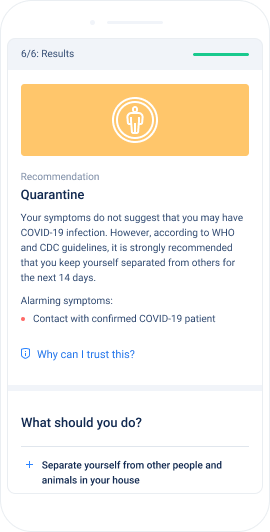 6/6: Results
Recommendation
Quarantine
Your symptoms do not suggest that you may have
COVID-19 infection. However, according to WHO
and CDC guidelines, it is strongly recommended
that you keep yourself separated from others for
the next 14 days.
Alarming symptoms:
• Contact with confirmed COVID-19 patient
Why can I trust this?
What should you do?
+ Separate yourself from other people and
animals in your house